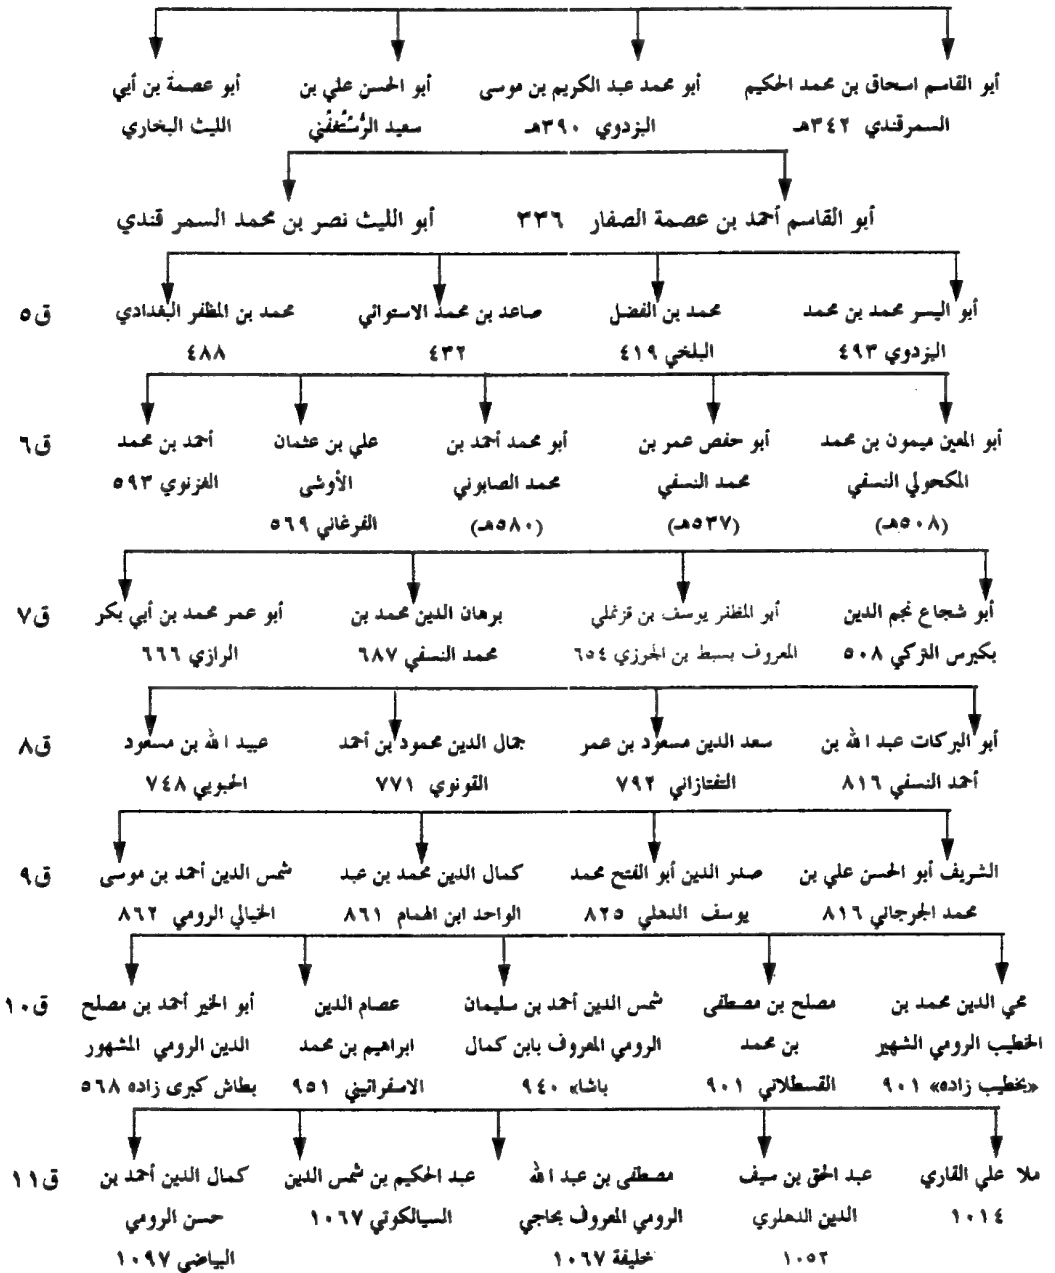 أبو القاسم اسحاق بن محمد الحكيم أبو محمد عبد الكريم بن موسى أبو الحسن علي بن أبو عصمة بن أبي
السمرقندي ٣٤٢هـ البزدوي ٣٩٠هـ سعيد الرُّسْتُغفْني الليث البخاري
أبو القاسم أحمد بن عصمة الصفار ٣٣٦ أبو الليث نصر بن محمد السمر قندي
أبو اليسر محمد بن محمد محمد بن الفضل صاعد بن محمد الاستوائي محمد بن المظفر البغدادي ق٥
البزدوي ٤٩٣ البلخي ٤١٩ ٤٣٢ ٤٨٨
أبو المعين ميمون بن محمد أبو حفص عمر بن أبو محمد أحمد بن علي بن عثمان أحمد بن محمد ق٦
المكحولي النسفي محمد النسفي محمد الصابوني الأوشى الغزنوي ٥٩٣
(٥٠٨هـ) (٥٣٧هـ) (٥٨٠هـ) الفرغاني ٥٦٩
أبو شجاع نجم الدين أبو المظفر يوسف بن قزنملي برهان الدين محمد بن أبو عمر محمد بن أبي بكر ق٧
بكيرس التركي ٥٠٨ المعروف بسبط بن الجوزي ٦٥٤ محمد النسفي ٦٨٧ الرازي ٦٦٦
أبو البركات عبد الله بن سعد الدين مسعود بن عمر جمال الدين محمود بن أحمد عبيد الله بن مسعود ق٨
أحمد النسفي ٨١٦ التفتازاني ٧٩٢ القونوي ٧٧١ الحبوبي ٧٤٨
الشريف أبو الحسن علي بن صدر الدين أبو الفتح محمد كمال الدين محمد بن عبد شمس الدين أحمد بن موسى ق٩
محمد الجرجاني ٨١٦ يوسف الدهلي ٨٢٥ الواحد ابن الهمام ٨٦١ الخيالي الرومي ٨٦٢
محي الدين محمد بن مصلح بن مصطفى شمس الدين أحمد بن سليمان عصام الدين أبو الخير أحمد بن مصلح ق١٠
الخطيب الرومي الشهير بن محمد الرومي المعروف بابن كمال ابراهيم بن محمد الدين الرومي المشهور
«بخطيب زاده» ٩٠١ القسطلاني ٩٠١ باشا» ٩٤٠ الاسفرائيني ٩٥١ بطاش كبرى زاده ٥٦٨
ملا علي القاري عبد الحق بن سيف مصطفى بن عبد الله عبد الحكيم بن شمس الدين كمال الدين أحمد بن ق١١
١٠١٤ الدين الدهلري الرومي المعروف بحاجي السيالكوتي ١٠٦٧ حسن الرومي
١٠٥٢ خليفة ١٠٦٧ البياضي ١٠٩٧